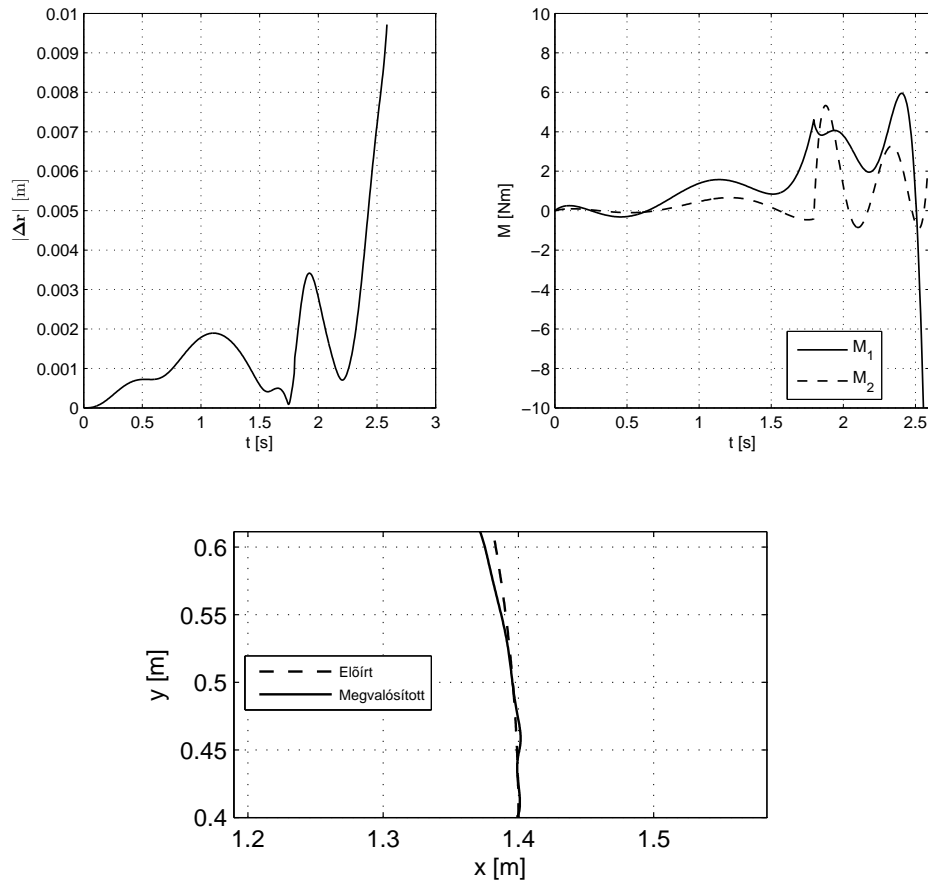 0.01
0.009
0.008
0.007
0.006
0.005
0.004
0.003
0.002
0.001
0
|Δr| [m]
0 0.5 1 1.5 2 2.5 3
t [s]
10
8
6
4
2
0
−2
−4
−6
−8
−10
M [Nm]
M1
M2
0 0.5 1 1.5 2 2.5
t [s]
0.6
0.55
0.5
0.45
0.4
y [m]
Elõírt
Megvalósított
1.2 1.3 1.4 1.5
x [m]